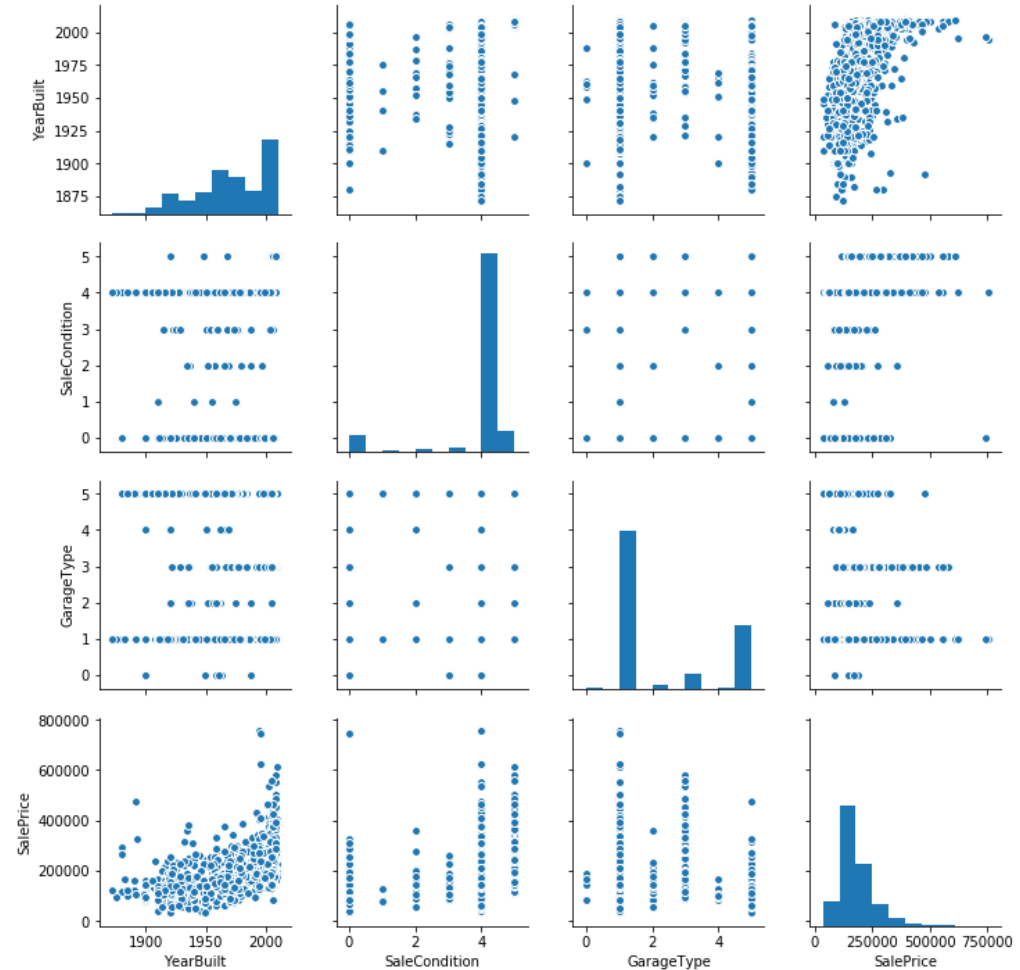 2000
1975
1950
1925
1900
1875
YearBuilt
5
4
3
2
1
0
SaleCondition
5
4
3
2
1
0
GarageType
800000
600000
400000
200000
0
SalePrice
1900 1950 2000
YearBuilt
0 2 4
SaleCondition
0 2 4
GarageType
0 250000 500000 750000
SalePrice